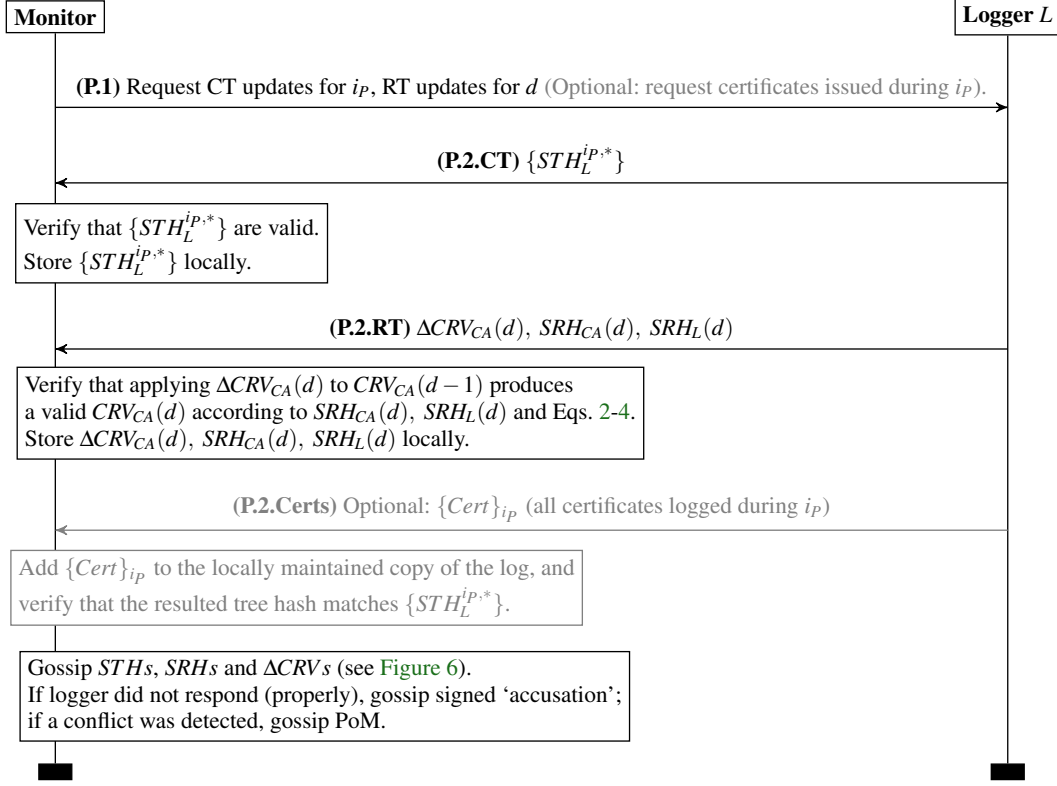 Monitor
Logger L
(P.1) Request CT updates for i_P, RT updates for d (Optional: request certificates issued during i_P).
(P.2.CT) {STH_L^{i_P,*}}
Verify that {STH_L^{i_P,*}} are valid.
Store {STH_L^{i_P,*}} locally.
(P.2.RT) ΔCRV_CA(d), SRH_CA(d), SRH_L(d)
Verify that applying ΔCRV_CA(d) to CRV_CA(d − 1) produces
a valid CRV_CA(d) according to SRH_CA(d), SRH_L(d) and Eqs. 2-4.
Store ΔCRV_CA(d), SRH_CA(d), SRH_L(d) locally.
(P.2.Certs) Optional: {Cert}_{i_P} (all certificates logged during i_P)
Add {Cert}_{i_P} to the locally maintained copy of the log, and
verify that the resulted tree hash matches {STH_L^{i_P,*}}.
Gossip STHs, SRHs and ΔCRVs (see Figure 6).
If logger did not respond (properly), gossip signed ‘accusation’;
if a conflict was detected, gossip PoM.